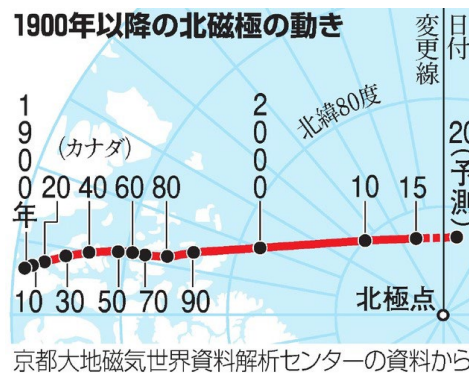 1900年以降の北磁極の動き
日付
変更線
北緯80度
(カナダ)
1900年
20
40
60
80
2000
10
15
20(予測)
10
30
50
70
90
北極点
京都大地磁気世界資料解析センターの資料から